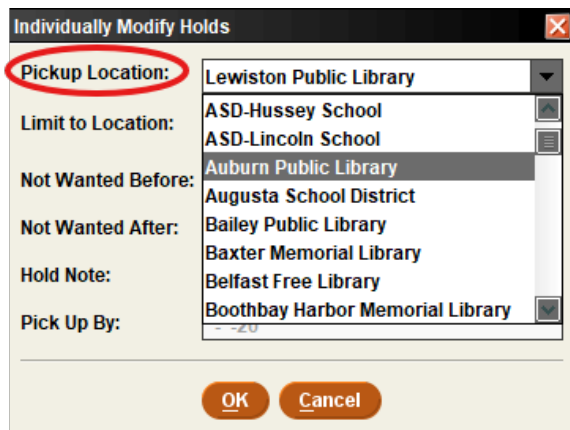 Individually Modify Holds
Pickup Location:
Lewiston Public Library
ASD-Hussey School
Limit to Location:
ASD-Lincoln School
Auburn Public Library
Not Wanted Before:
Augusta School District
Not Wanted After:
Bailey Public Library
Baxter Memorial Library
Hold Note:
Belfast Free Library
Boothbay Harbor Memorial Library
Pick Up By:
- -20
OK Cancel